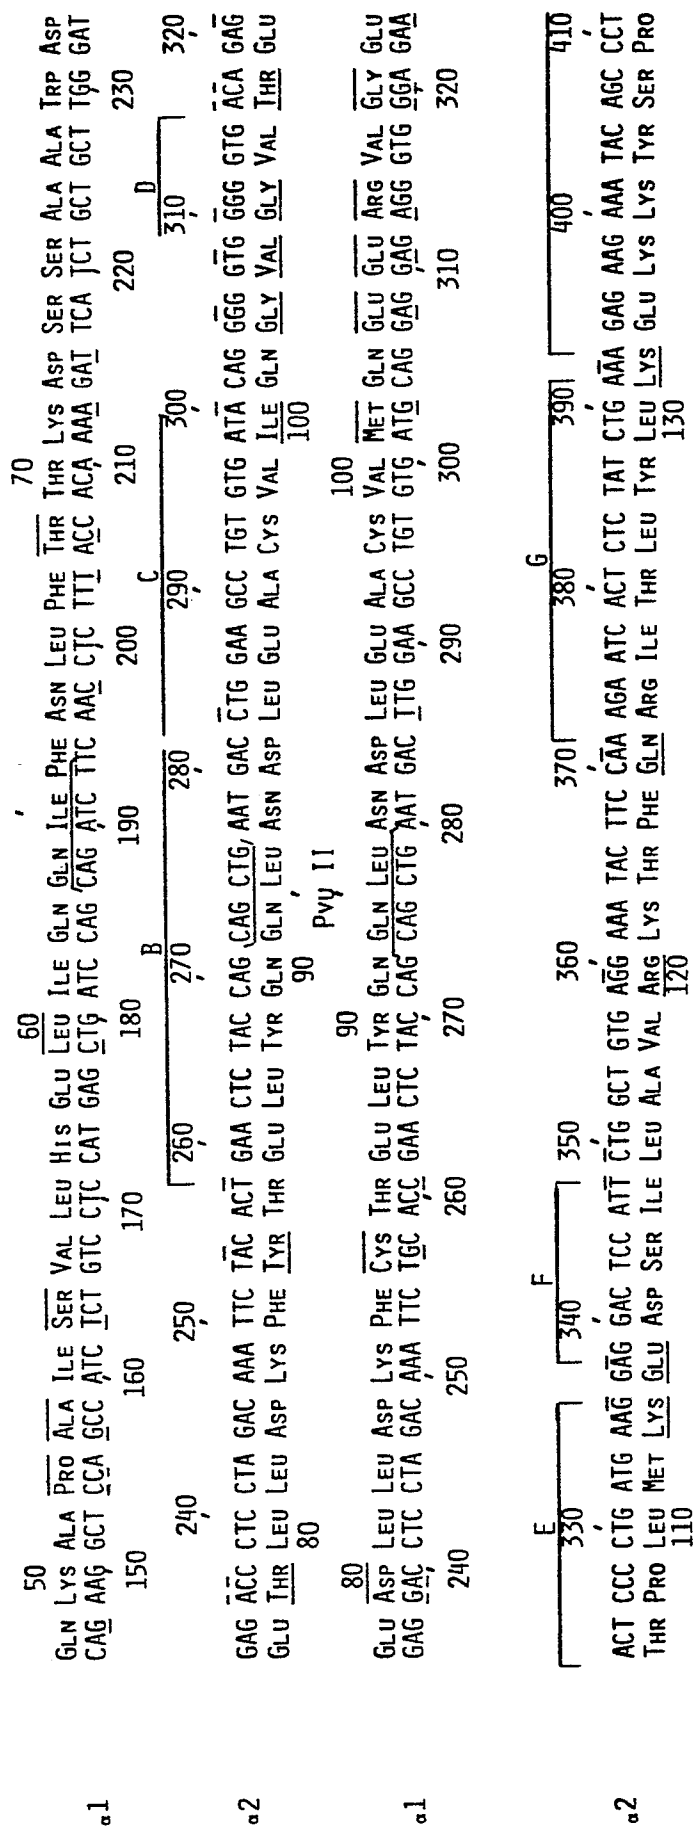 50 60 70
GLN LYS ALA PRO ALA ILE SER VAL LEU HIS GLU LEU ILE GLN GLN ILE PHE ASN LEU PHE THR THR LYS ASP SER SER ALA ALA TRP ASP
α1 CAG AAG GCT CCA GCC ATC TCT GTC CTC CAT GAG CTG ATC CAG CAG ATC TTC AAC CTC TTT ACC ACA AAA GAT TCA TCT GCT GCT TGG GAT
150 160 170 180 190 200 210 220 230
B C D
240 250 260 270 280 290 300 310 320
α2 GAG ACC CTC CTA GAC AAA TTC TAC ACT GAA CTC TAC CAG CAG CTG AAT GAC CTG GAA GCC TGT GTG ATA CAG GGG GTG GGG GTG ACA GAG
GLU THR LEU LEU ASP LYS PHE TYR THR GLU LEU TYR GLN GLN LEU ASN ASP LEU GLU ALA CYS VAL ILE GLN GLY VAL GLY VAL THR GLU
80 90 100
Pvu II
80 90 100
GLU ASP LEU LEU ASP LYS PHE CYS THR GLU LEU TYR GLN GLN LEU ASN ASP LEU GLU ALA CYS VAL MET GLN GLU GLU ARG VAL GLY GLU
α1 GAG GAC CTC CTA GAC AAA TTC TGC ACC GAA CTC TAC CAG CAG CTG AAT GAC TTG GAA GCC TGT GTG ATG CAG GAG GAG AGG GTG GGA GAA
240 250 260 270 280 290 300 310 320
E F G
330 340 350 360 370 380 390 400 410
α2 ACT CCC CTG ATG AAG GAG GAC TCC ATT CTG GCT GTG AGG AAA TAC TTC CAA AGA ATC ACT CTC TAT CTG AAA GAG AAG AAA TAC AGC CCT
THR PRO LEU MET LYS GLU ASP SER ILE LEU ALA VAL ARG LYS THR PHE GLN ARG ILE THR LEU TYR LEU LYS GLU LYS LYS TYR SER PRO
110 120 130